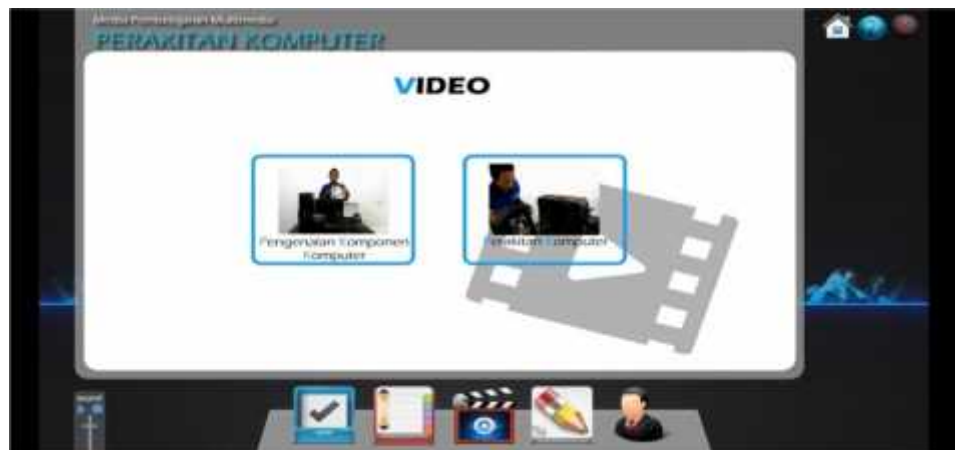 Media Pembelajaran Multimedia
PERAKITAN KOMPUTER
VIDEO
Pengenalan Komponen
Komputer
Perakitan Komputer